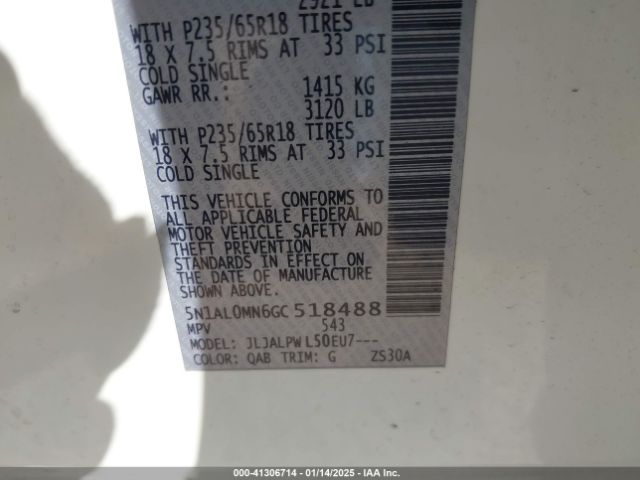 2921 LB
WITH P235/65R18 TIRES
18 X 7.5 RIMS AT 33 PSI
COLD SINGLE
GAWR RR.: 1415 KG
3120 LB
WITH P235/65R18 TIRES
18 X 7.5 RIMS AT 33 PSI
COLD SINGLE
THIS VEHICLE CONFORMS TO
ALL APPLICABLE FEDERAL
MOTOR VEHICLE SAFETY AND
THEFT PREVENTION
STANDARDS IN EFFECT ON
THE DATE OF MANUFACTURE
SHOWN ABOVE.
5N1AL0MN6GC518488
MPV 543
MODEL: JLJALPWL50EU7---
COLOR: QAB TRIM: G ZS30A
000-41306714 — 01/14/2025 — IAA Inc.